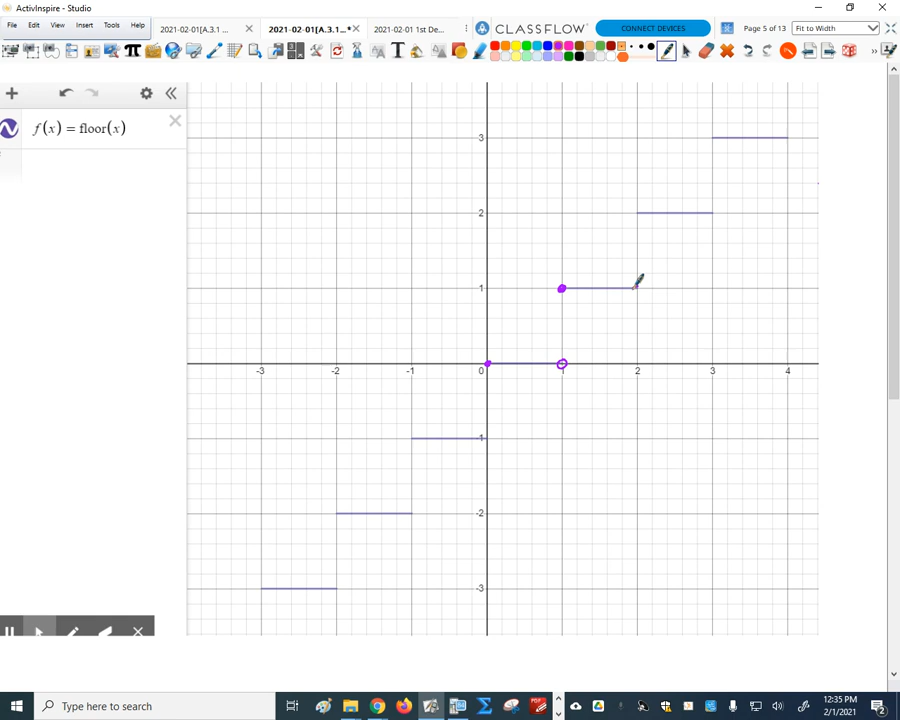 ActivInspire - Studio
File Edit View Insert Tools Help
2021-02-01[A.3.1 ...
2021-02-01[A.3.1...*
2021-02-01 1st De...
CLASSFLOW
CONNECT DEVICES
Page 5 of 13
Fit to Width
f(x) = floor(x)
3
2
1
-3 -2 -1 0 1 2 3 4
-1
-2
-3
Type here to search
PDF
12:35 PM
2/1/2021
2